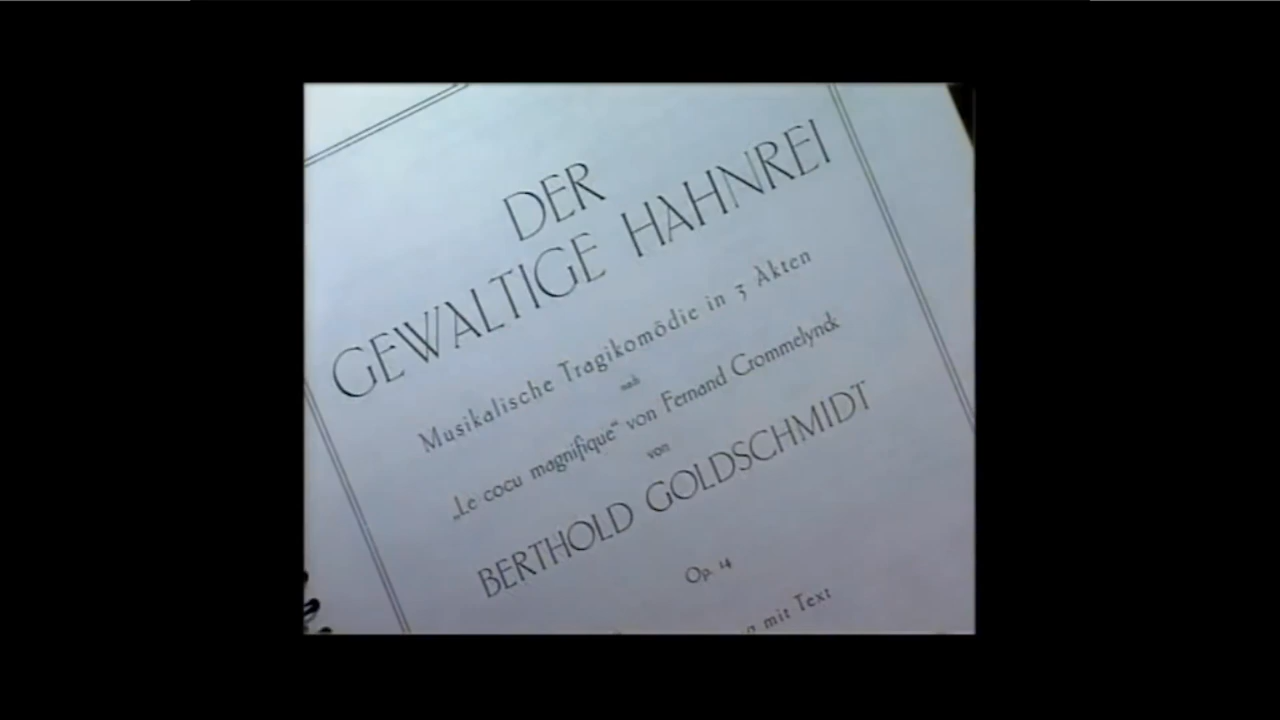 DER
GEWALTIGE HAHNREI
Musikalische Tragikomödie in 3 Akten
nach
„Le cocu magnifique“ von Fernand Crommelynck
von
BERTHOLD GOLDSCHMIDT
Op. 14
mit Text